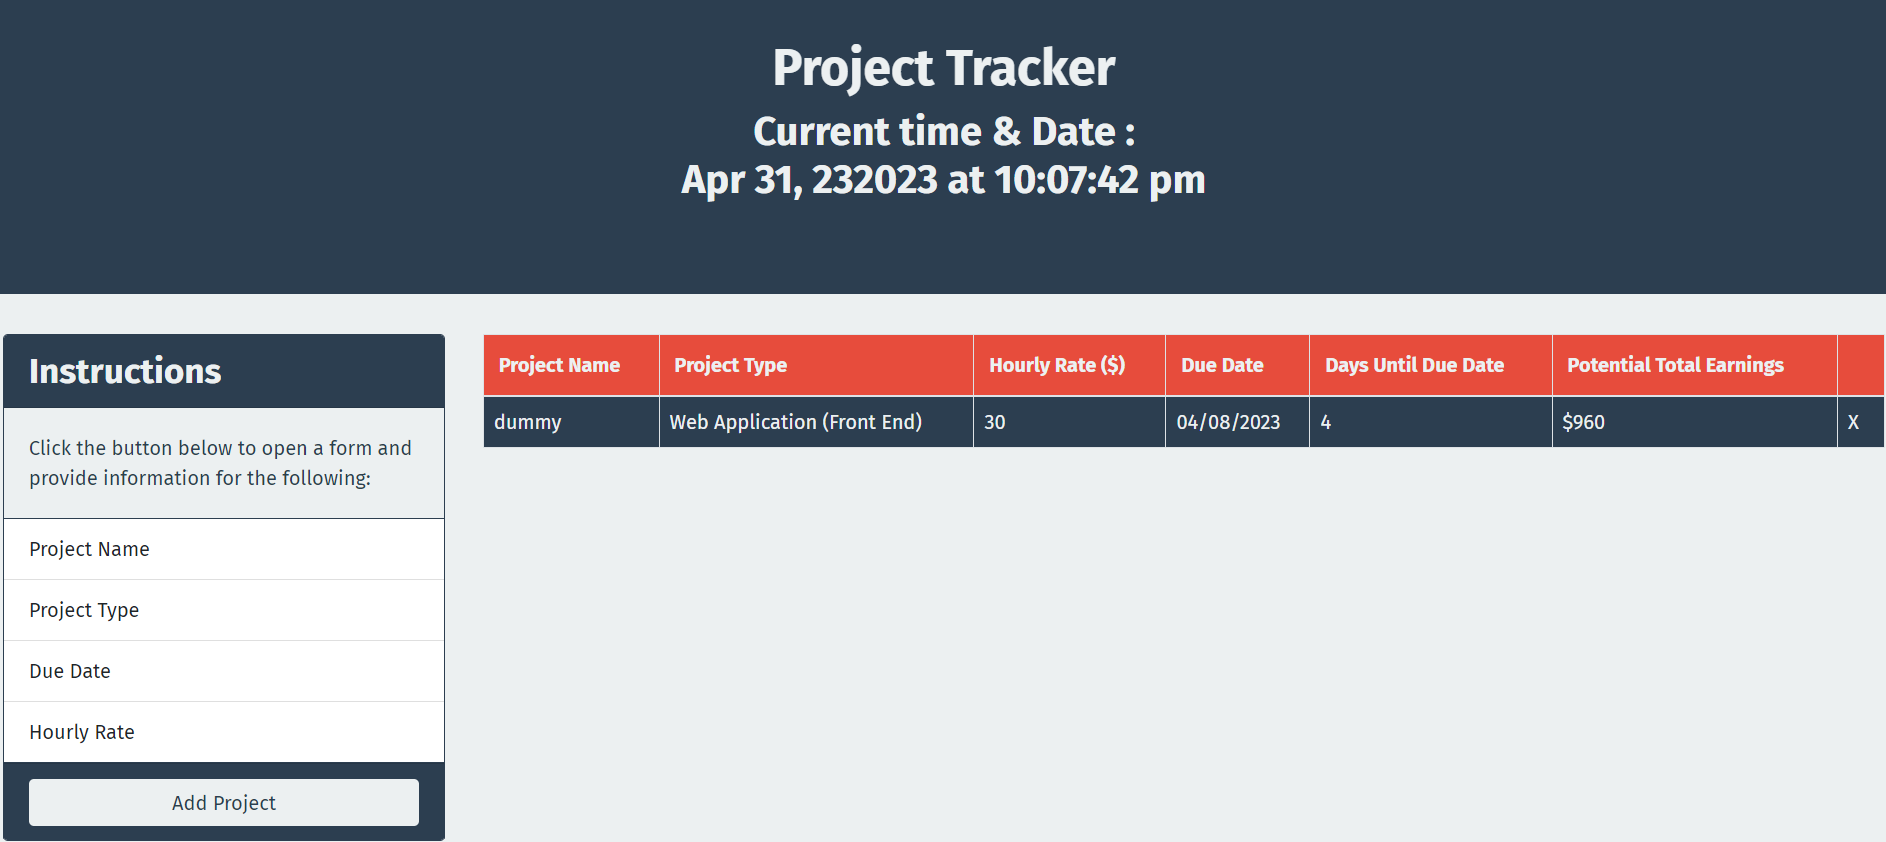 Project Tracker
Current time & Date :
Apr 31, 232023 at 10:07:42 pm
Instructions
Click the button below to open a form and
provide information for the following:
Project Name
Project Type
Due Date
Hourly Rate
Add Project
Project Name Project Type Hourly Rate ($) Due Date Days Until Due Date Potential Total Earnings
dummy Web Application (Front End) 30 04/08/2023 4 $960 X